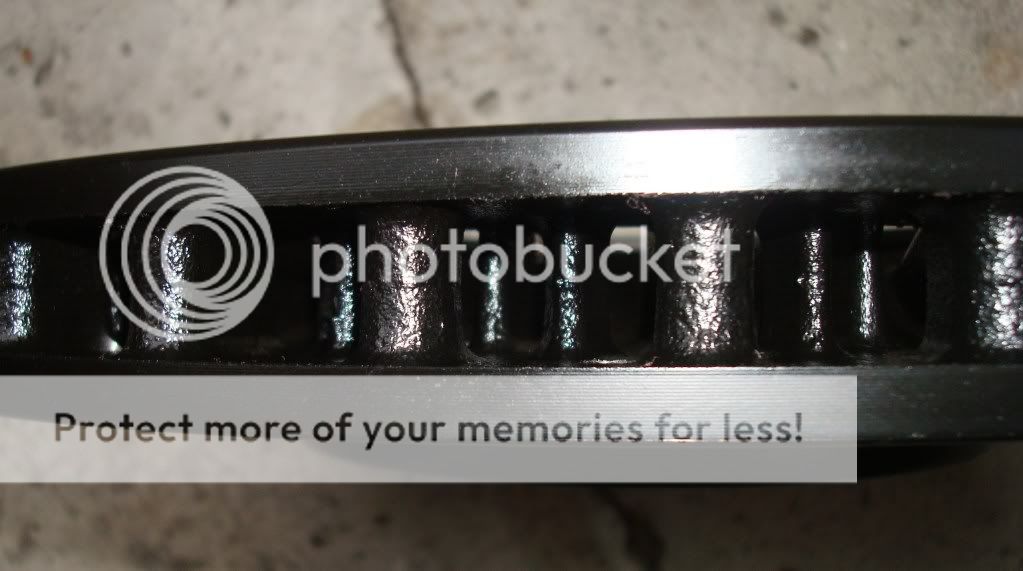 photobucket
Protect more of your memories for less!